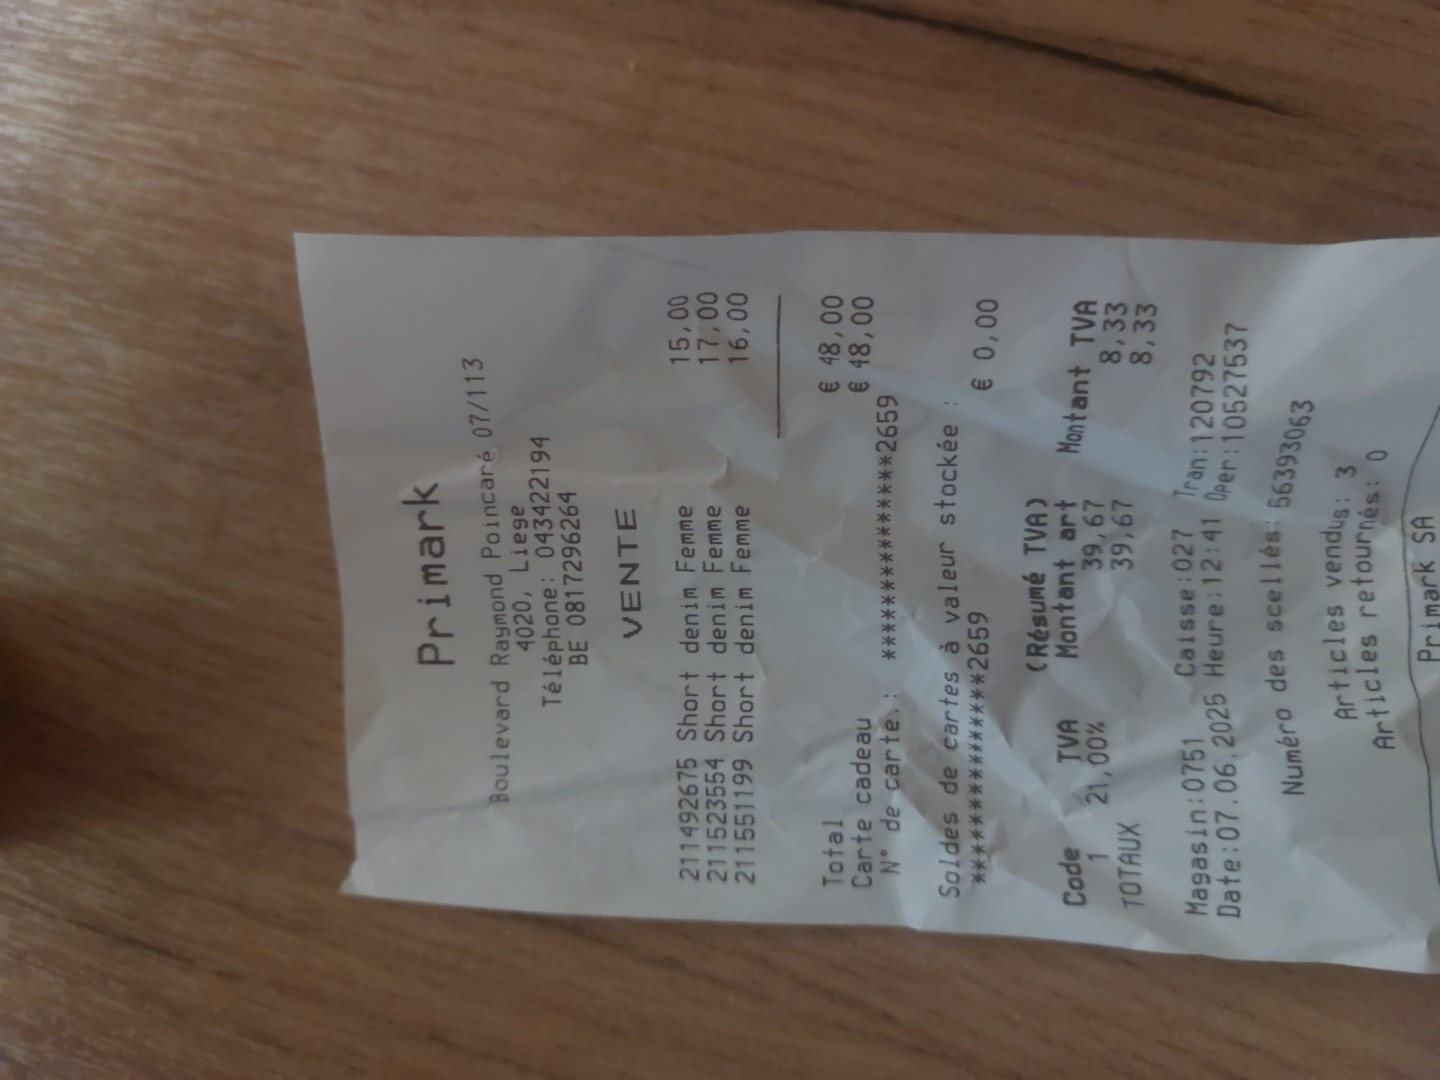 Primark
Boulevard Raymond Poincaré 07/113
4020, Liege
Téléphone: 043422194
BE 0817296264
VENTE
211492675 Short denim Femme 15,00
211523554 Short denim Femme 17,00
211551199 Short denim Femme 16,00
Total € 48,00
Carte cadeau € 48,00
N° de carte.: ***************2659
Soldes de cartes à valeur stockée :
***************2659 € 0,00
(Résumé TVA)
Code TVA Montant art Montant TVA
1 21,00% 39,67 8,33
TOTAUX 39,67 8,33
Magasin:0751 Caisse:027 Tran:120792
Date:07.06.2025 Heure:12:41 Oper:10527537
Numéro des scellés: 56393063
Articles vendus: 3
Articles retournés: 0
Primark SA